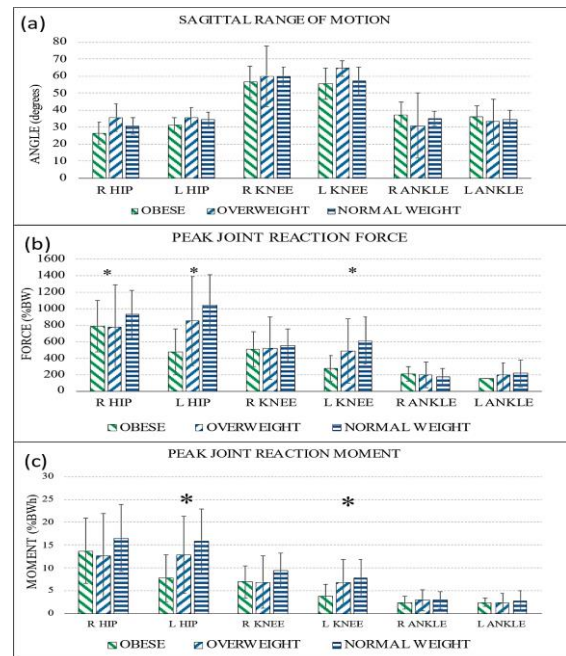 (a)
SAGITTAL RANGE OF MOTION
80
70
60
50
40
30
20
10
0
ANGLE (degrees)
R HIP L HIP R KNEE L KNEE R ANKLE L ANKLE
OBESE OVERWEIGHT NORMAL WEIGHT
(b)
PEAK JOINT REACTION FORCE
1600
1400
1200
1000
800
600
400
200
0
FORCE (%BW)
* * *
R HIP L HIP R KNEE L KNEE R ANKLE L ANKLE
OBESE OVERWEIGHT NORMAL WEIGHT
(c)
PEAK JOINT REACTION MOMENT
30
25
20
15
10
5
0
MOMENT (%BWh)
* *
R HIP L HIP R KNEE L KNEE R ANKLE L ANKLE
OBESE OVERWEIGHT NORMAL WEIGHT